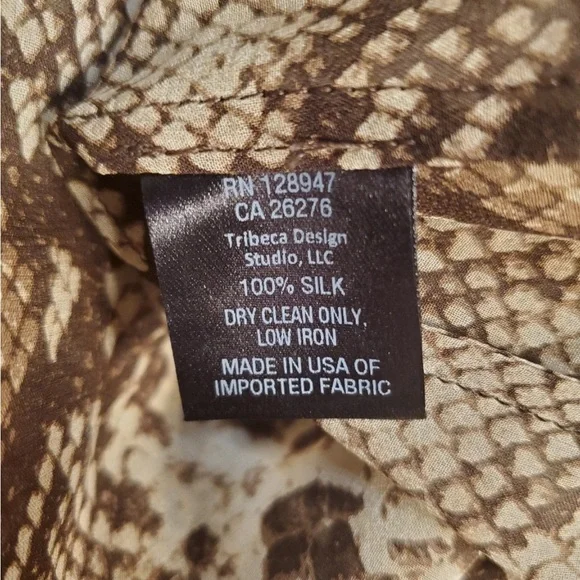 RN 128947
CA 26276
Tribeca Design
Studio, LLC
100% SILK
DRY CLEAN ONLY,
LOW IRON
MADE IN USA OF
IMPORTED FABRIC